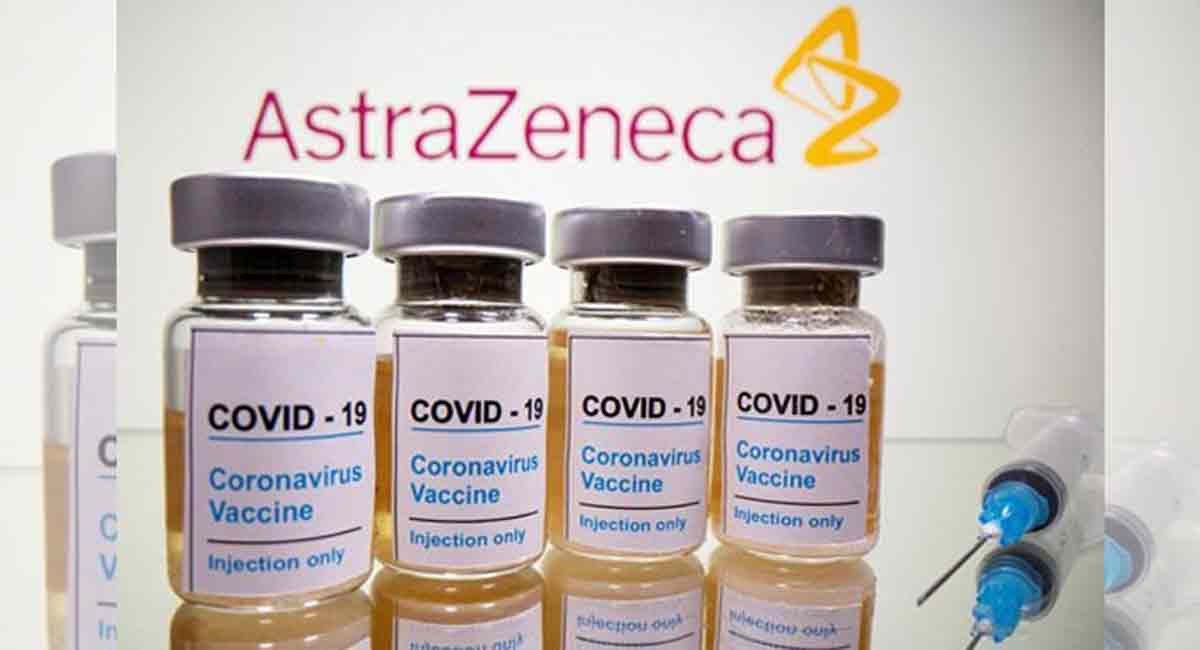 AstraZeneca
COVID - 19
Coronavirus
Vaccine
Injection only
COVID - 19
Coronavirus
Vaccine
Injection only
COVID - 19
Coronavirus
Vaccine
Injection only
COVID - 19
Coronavirus
Vaccine
Injection only